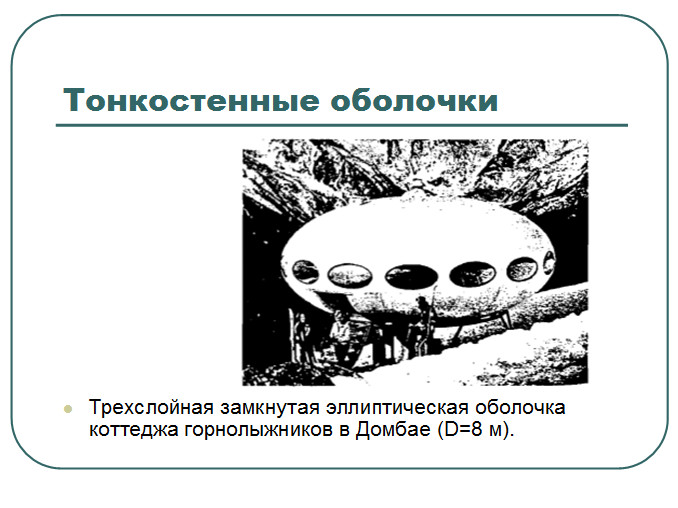 Тонкостенные оболочки
Трехслойная замкнутая эллиптическая оболочка
коттеджа горнолыжников в Домбае (D=8 м).